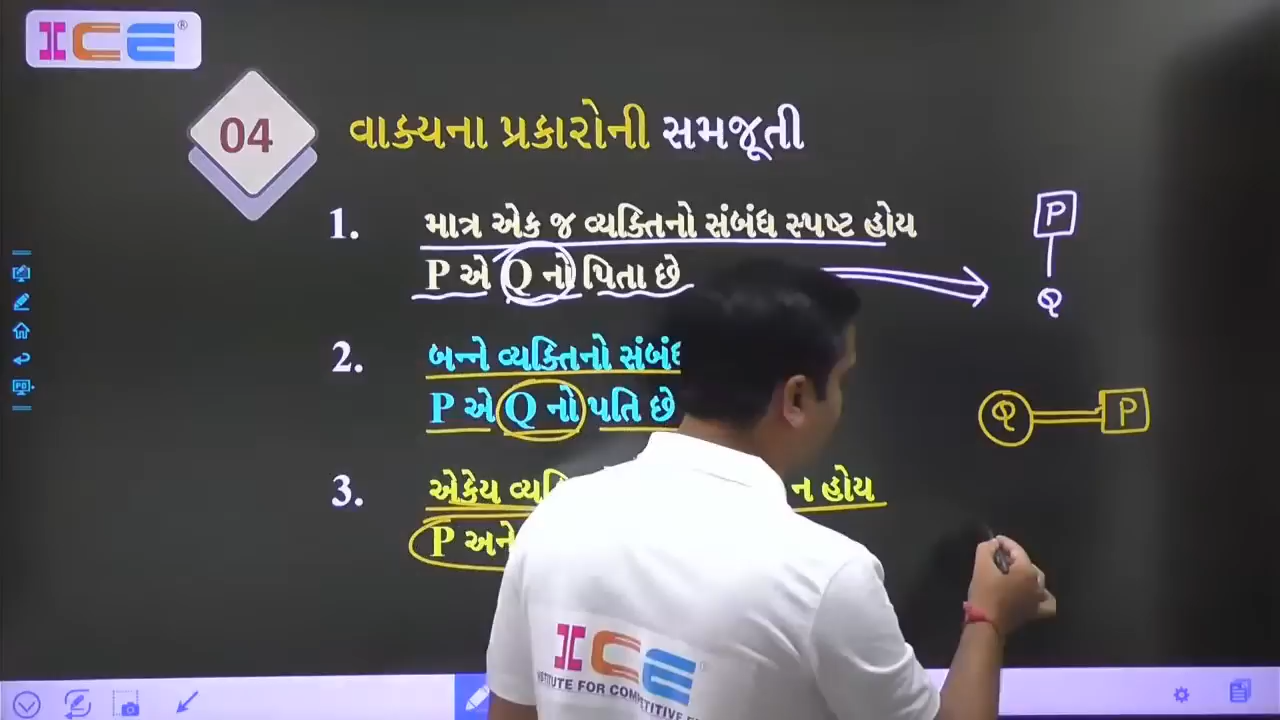 ICE®
04
વાક્યના પ્રકારોની સમજૂતી
1. માત્ર એક જ વ્યક્તિનો સંબંધ સ્પષ્ટ હોય
P એ Q નો પિતા છે
P
Q
2. બન્ને વ્યક્તિનો સંબંધ
P એ Q નો પતિ છે
Q P
3. એકેય ન હોય
P અને
ICE
INSTITUTE FOR COMPETITIVE